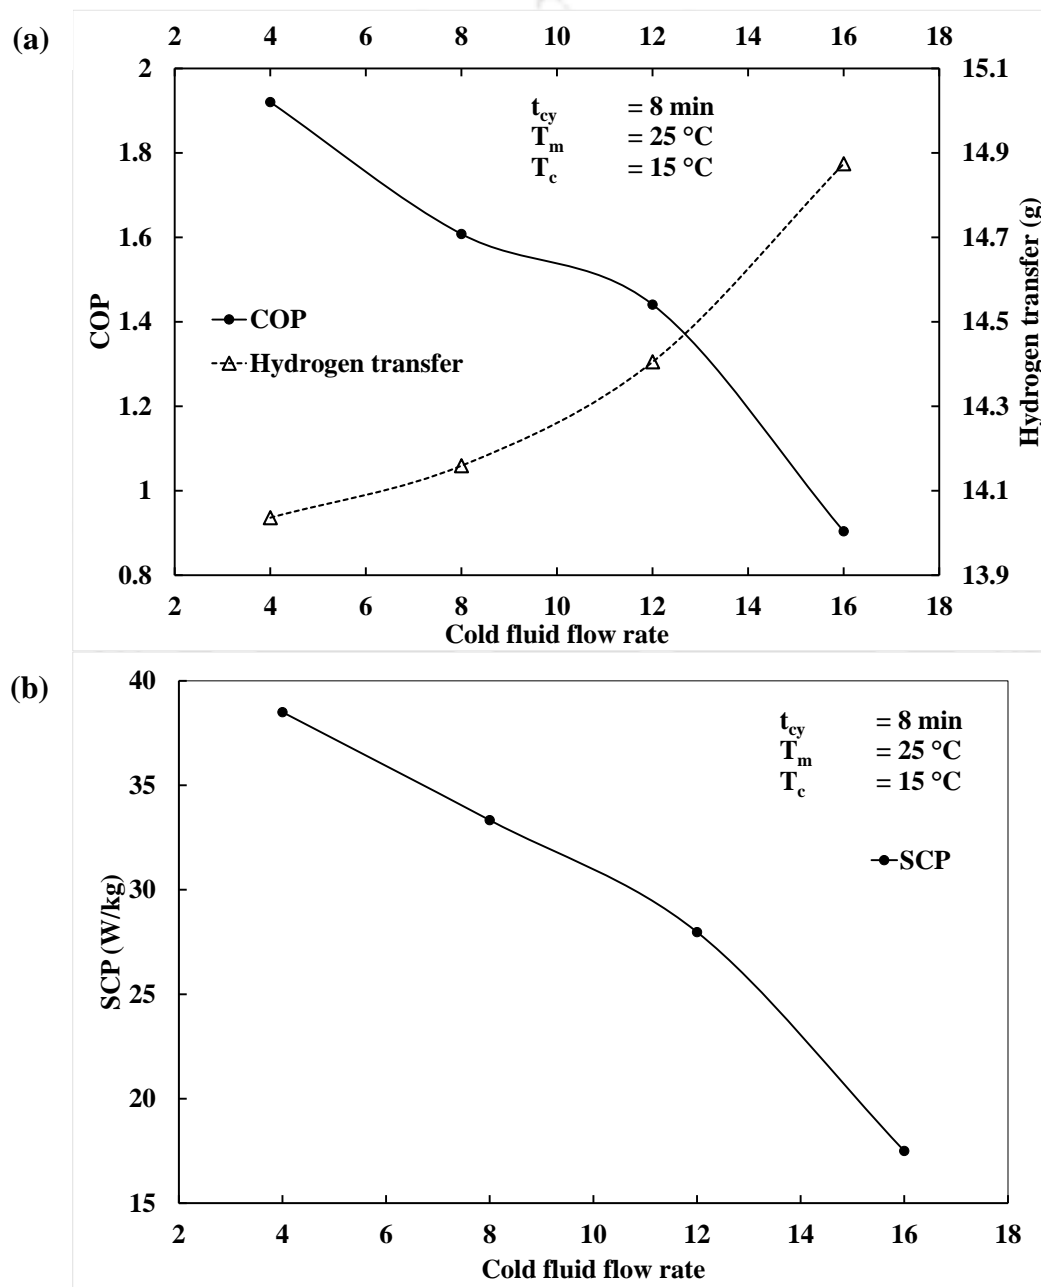 (a)
2 4 6 8 10 12 14 16 18
2 15.1
t_cy = 8 min
T_m = 25 °C
T_c = 15 °C
1.8 14.9
1.6 14.7
COP
Hydrogen transfer
1.4 14.5
1.2 14.3
1 14.1
0.8 13.9
COP
Hydrogen transfer (g)
2 4 6 8 10 12 14 16 18
Cold fluid flow rate
(b)
40
t_cy = 8 min
T_m = 25 °C
T_c = 15 °C
35
SCP
30
25
20
15
SCP (W/kg)
2 4 6 8 10 12 14 16 18
Cold fluid flow rate